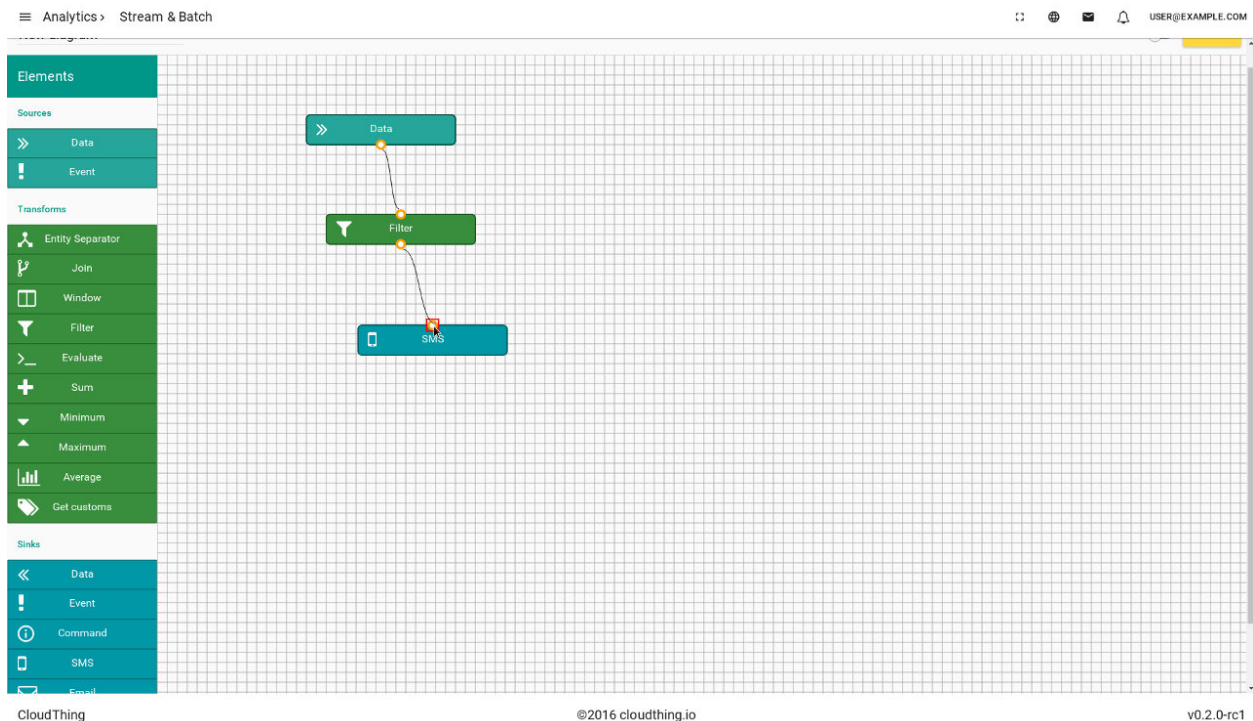 Analytics > Stream & Batch
USER@EXAMPLE.COM
Elements
Sources
Data
Event
Transforms
Entity Separator
Join
Window
Filter
Evaluate
Sum
Minimum
Maximum
Average
Get customs
Sinks
Data
Event
Command
SMS
Email
Data
Filter
SMS
CloudThing
©2016 cloudthing.io
v0.2.0-rc1